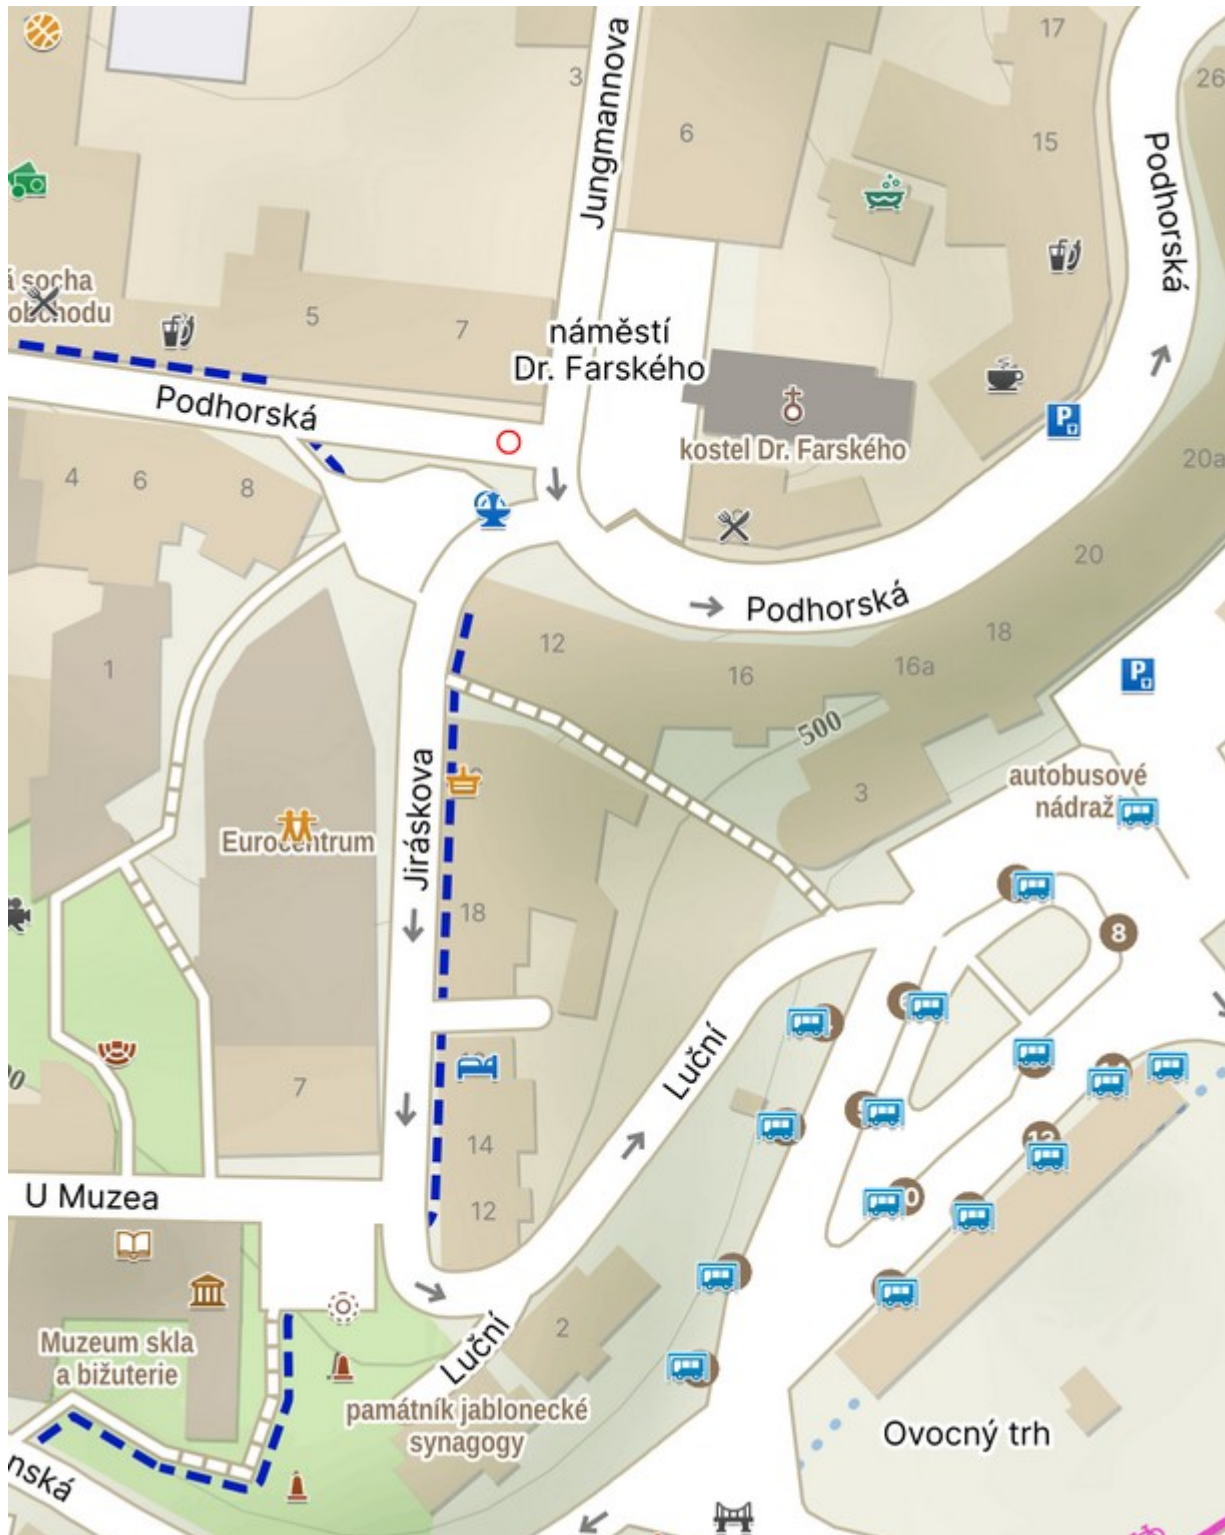 17
26
3
Jungmannova
6
15
Podhorská
á socha
obchodu
5
7
náměstí
Dr. Farského
Podhorská
kostel Dr. Farského
4
6
8
20a
20
Podhorská
12
18
1
16
16a
500
autobusové
3
Jiráskova
Eurocentrum
18
8
Luční
7
14
U Muzea
12
Muzeum skla
a bižuterie
2
Luční
památník jablonecké
synagogy
Ovocný trh
nská